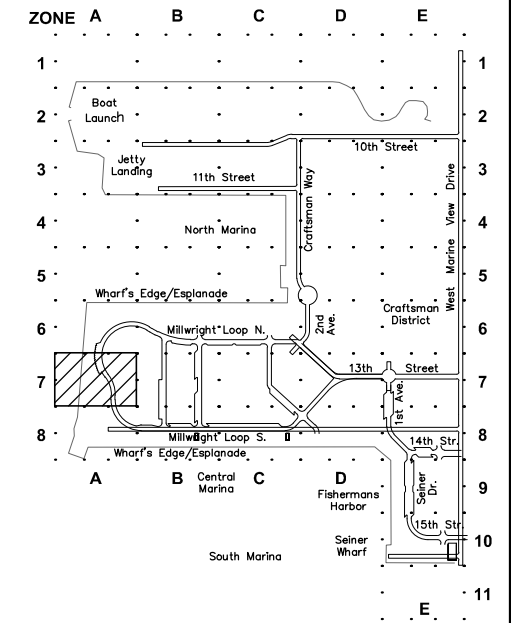 ZONE A B C D E
1 1
Boat
Launch
2 2
10th Street
Jetty
Landing
3 3
11th Street
Craftsman Way
West Marine View Drive
4 4
North Marina
5 5
Wharf's Edge/Esplanade
Craftsman
District
2nd
Ave.
6 6
Millwright Loop N.
13th Street
7 7
1st Ave.
8 8
Millwright Loop S.
14th Str.
Wharf's Edge/Esplanade
A B C D
Central
Marina
Seiner
Dr.
9 9
Fishermans
Harbor
15th Str.
Seiner
Wharf
10 10
South Marina
11
E